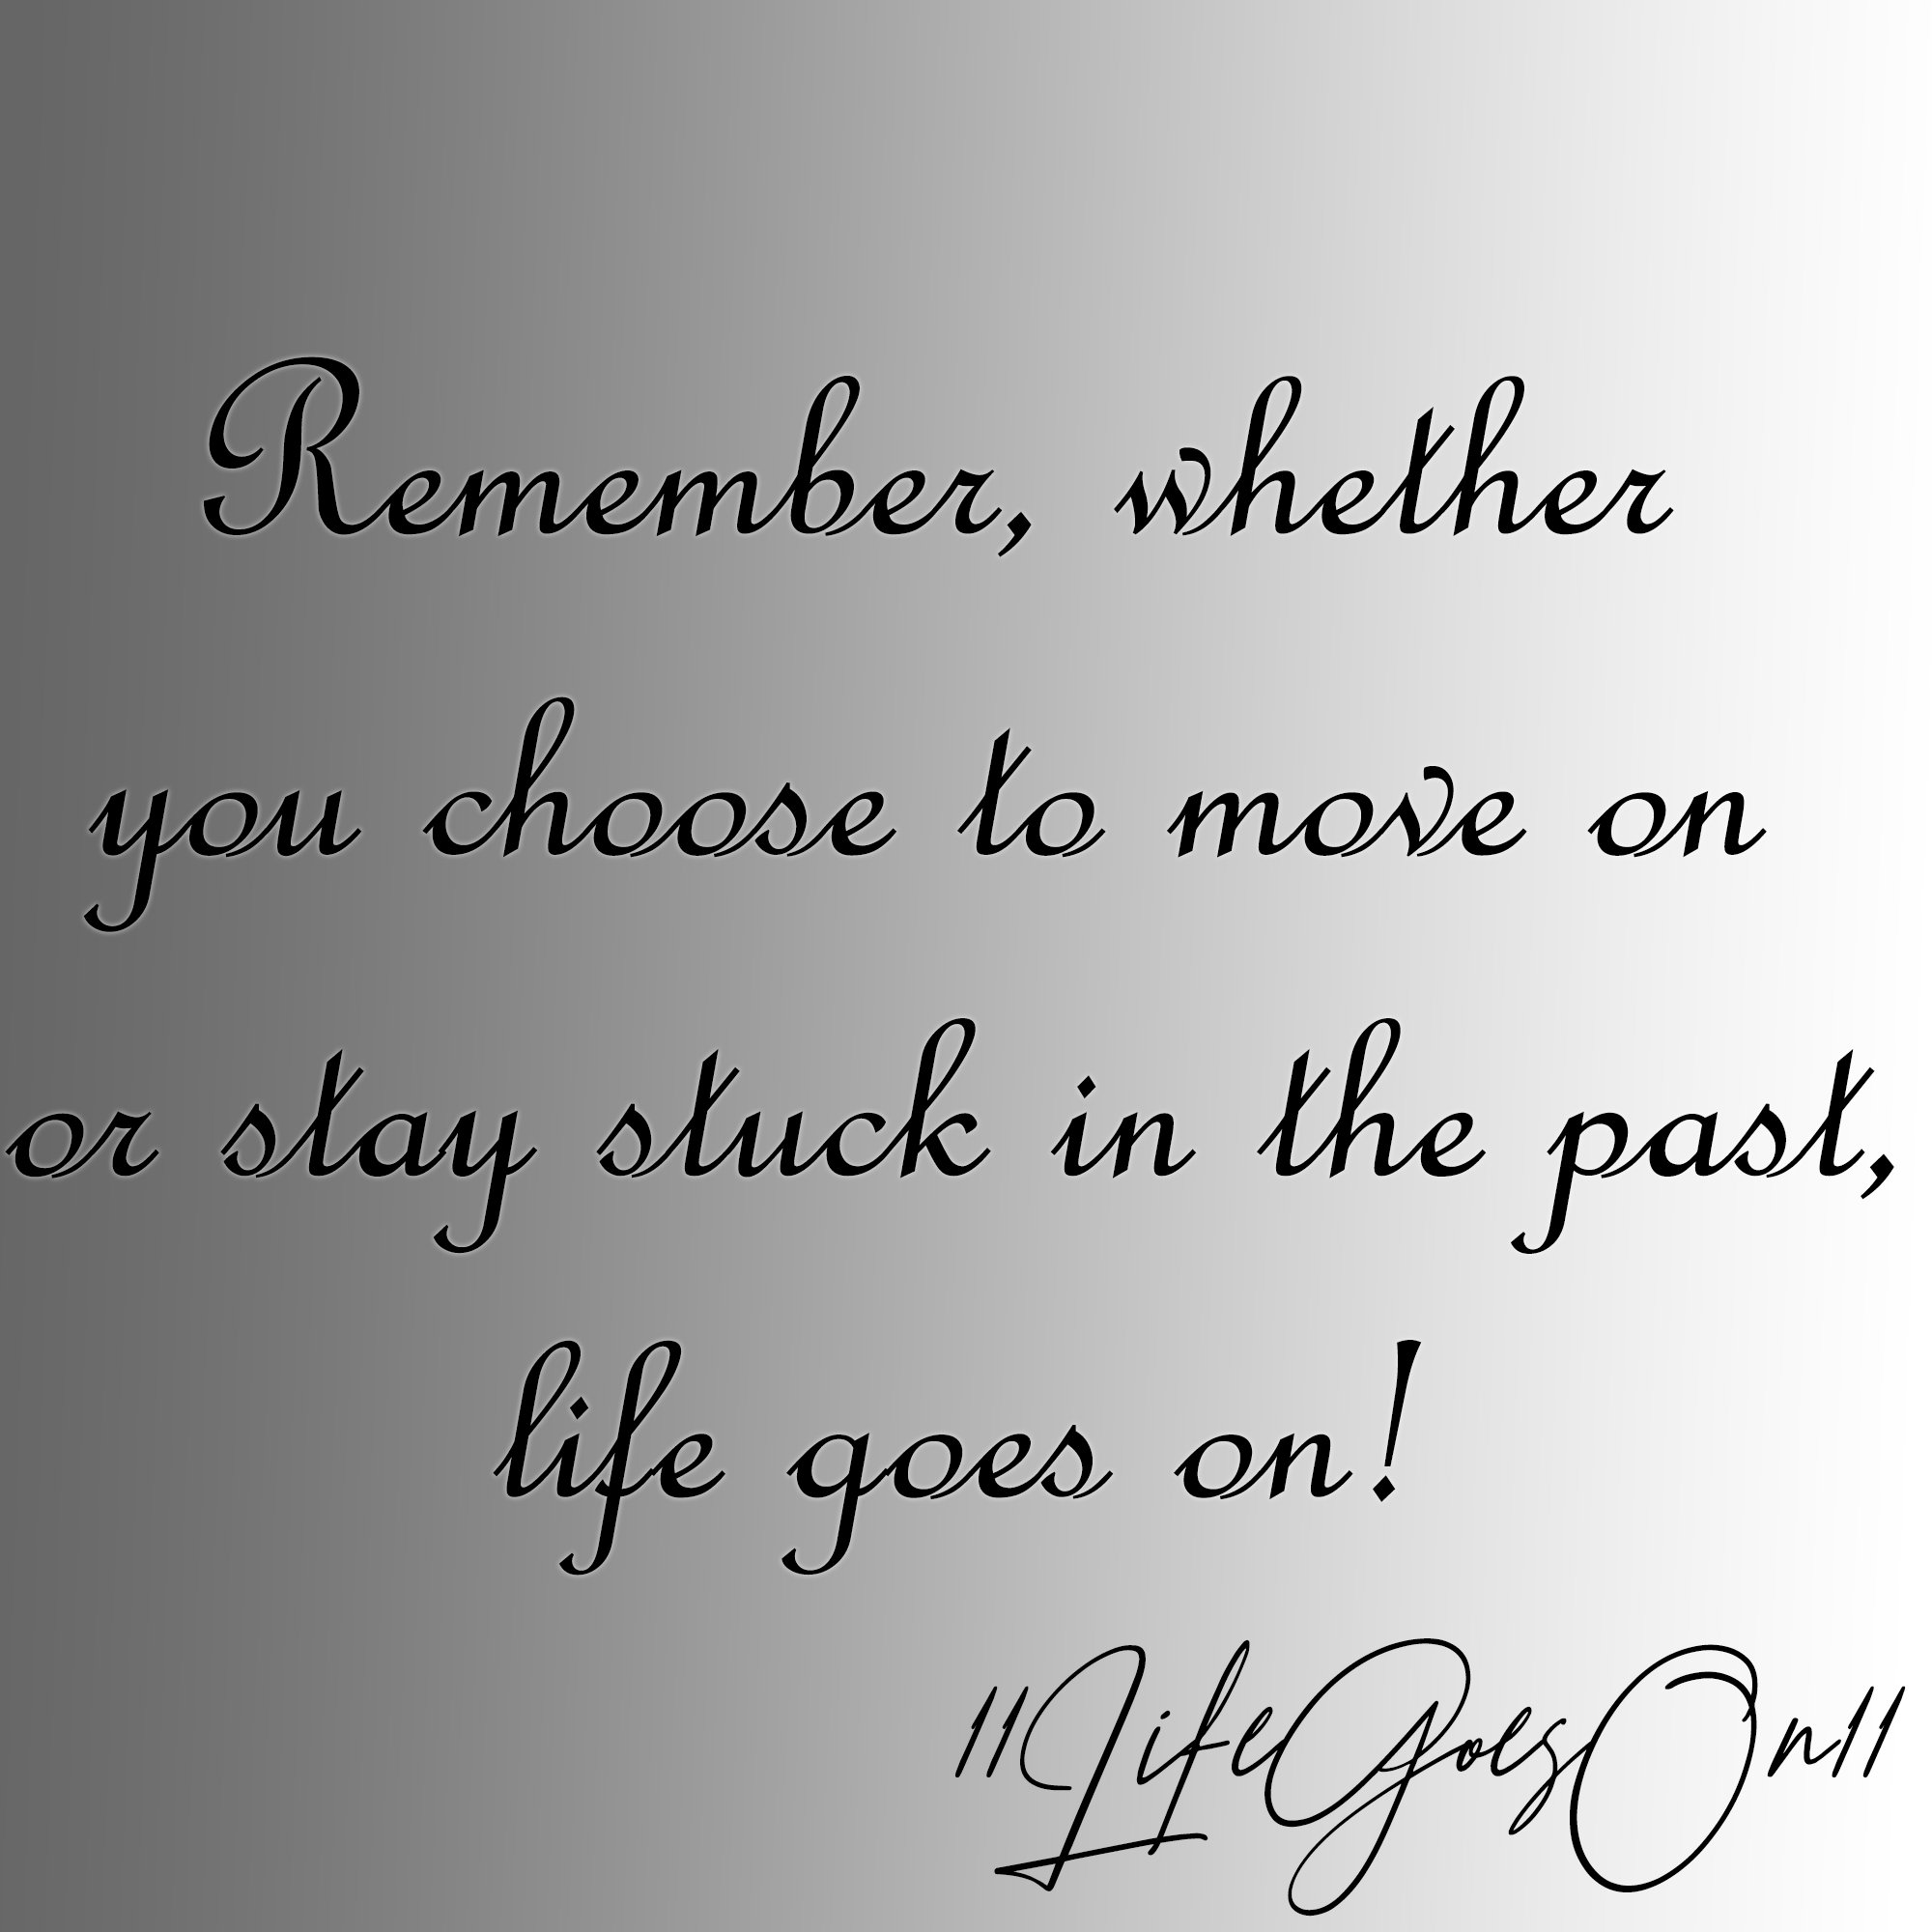 Remember, whether
you choose to move on
or stay stuck in the past,
life goes on!
"LifeGoesOn"